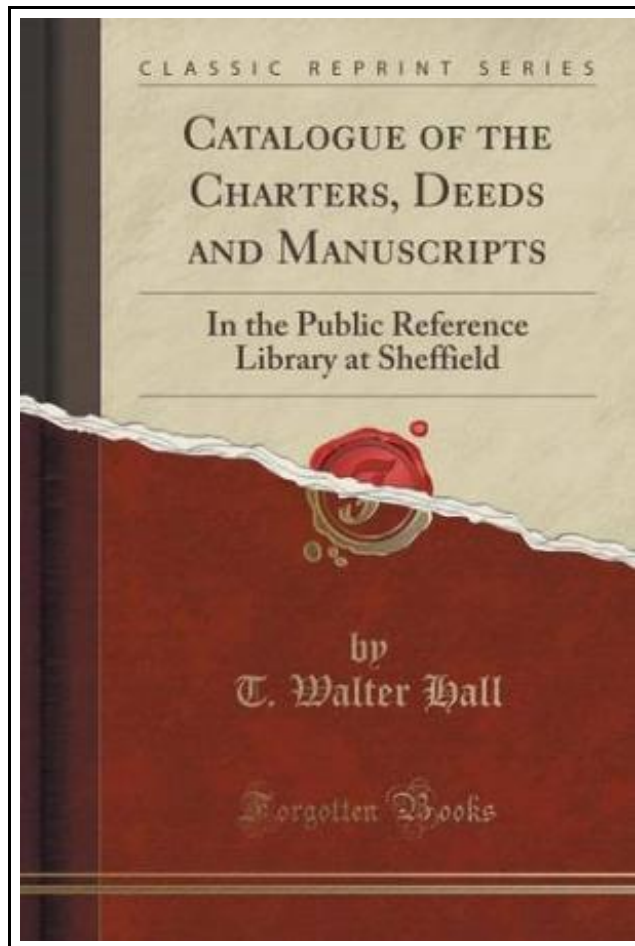 CLASSIC REPRINT SERIES
CATALOGUE OF THE
CHARTERS, DEEDS
AND MANUSCRIPTS
In the Public Reference
Library at Sheffield
by
T. Walter Hall
Forgotten Books